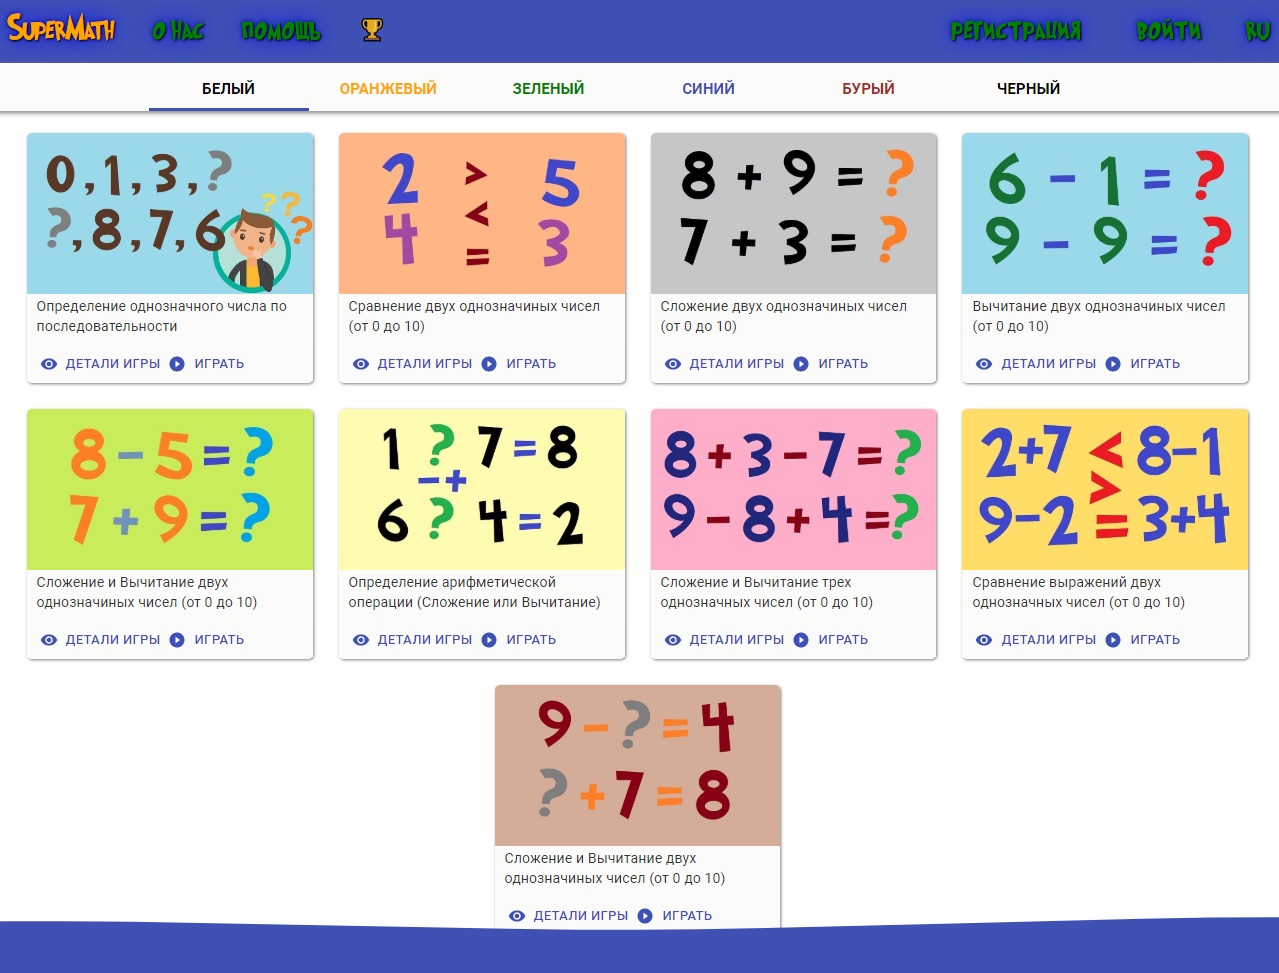 SUPERMATH О НАС ПОМОЩЬ РЕГИСТРАЦИЯ ВОЙТИ RU
БЕЛЫЙ ОРАНЖЕВЫЙ ЗЕЛЕНЫЙ СИНИЙ БУРЫЙ ЧЕРНЫЙ
0,1,3,?
?,8,7,6
? ? ?
Определение однозначного числа по
последовательности
ДЕТАЛИ ИГРЫ ИГРАТЬ
2 > 5
<
4 = 3
Сравнение двух однозначиных чисел
(от 0 до 10)
ДЕТАЛИ ИГРЫ ИГРАТЬ
8 + 9 = ?
7 + 3 = ?
Сложение двух однозначиных чисел
(от 0 до 10)
ДЕТАЛИ ИГРЫ ИГРАТЬ
6 - 1 = ?
9 - 9 = ?
Вычитание двух однозначиных чисел
(от 0 до 10)
ДЕТАЛИ ИГРЫ ИГРАТЬ
8 - 5 = ?
7 + 9 = ?
Сложение и Вычитание двух
однозначиных чисел (от 0 до 10)
ДЕТАЛИ ИГРЫ ИГРАТЬ
1 ? 7 = 8
- +
6 ? 4 = 2
Определение арифметической
операции (Сложение или Вычитание)
ДЕТАЛИ ИГРЫ ИГРАТЬ
8 + 3 - 7 = ?
9 - 8 + 4 = ?
Сложение и Вычитание трех
однозначных чисел (от 0 до 10)
ДЕТАЛИ ИГРЫ ИГРАТЬ
2+7 < 8-1
>
9-2 = 3+4
Сравнение выражений двух
однозначных чисел (от 0 до 10)
ДЕТАЛИ ИГРЫ ИГРАТЬ
9 - ? = 4
? + 7 = 8
Сложение и Вычитание двух
однозначиных чисел (от 0 до 10)
ДЕТАЛИ ИГРЫ ИГРАТЬ